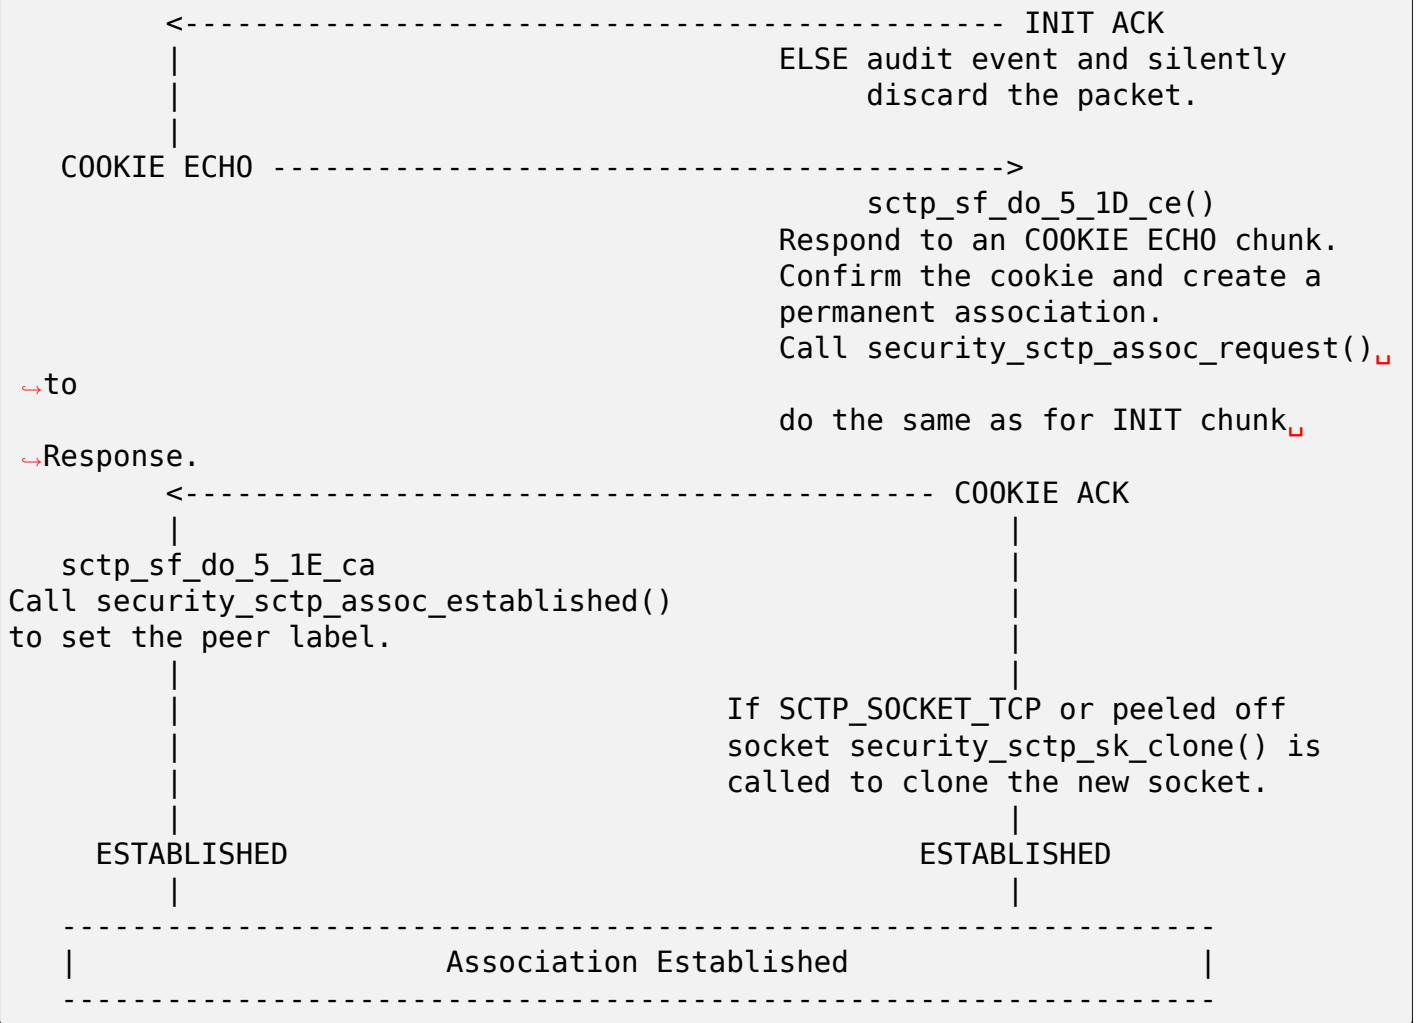 <----------------------------------------------- INIT ACK
         |                                  ELSE audit event and silently
         |                                       discard the packet.
         |
   COOKIE ECHO ------------------------------------------>
                                                 sctp_sf_do_5_1D_ce()
                                            Respond to an COOKIE ECHO chunk.
                                            Confirm the cookie and create a
                                            permanent association.
                                            Call security_sctp_assoc_request()␣
↪to
                                            do the same as for INIT chunk␣
↪Response.
         <------------------------------------------- COOKIE ACK
         |                                               |
   sctp_sf_do_5_1E_ca                                    |
Call security_sctp_assoc_established()                   |
to set the peer label.                                   |
         |                                               |
         |                               If SCTP_SOCKET_TCP or peeled off
         |                               socket security_sctp_sk_clone() is
         |                               called to clone the new socket.
         |                                               |
     ESTABLISHED                                    ESTABLISHED
         |                                               |
   ------------------------------------------------------------------
   |                     Association Established                    |
   ------------------------------------------------------------------